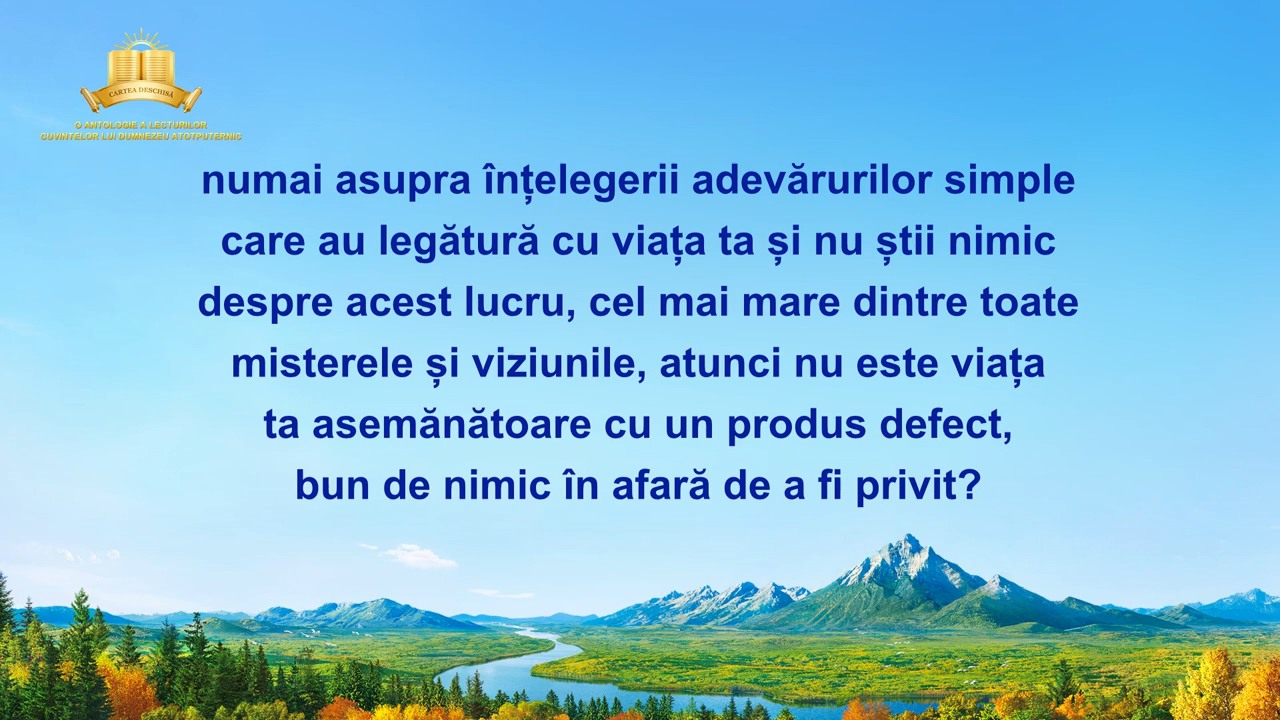 CARTEA DESCHISĂ
O ANTOLOGIE A LECTURILOR
CUVINTELOR LUI DUMNEZEU ATOTPUTERNIC
numai asupra înțelegerii adevărurilor simple
care au legătură cu viața ta și nu știi nimic
despre acest lucru, cel mai mare dintre toate
misterele și viziunile, atunci nu este viața
ta asemănătoare cu un produs defect,
bun de nimic în afară de a fi privit?